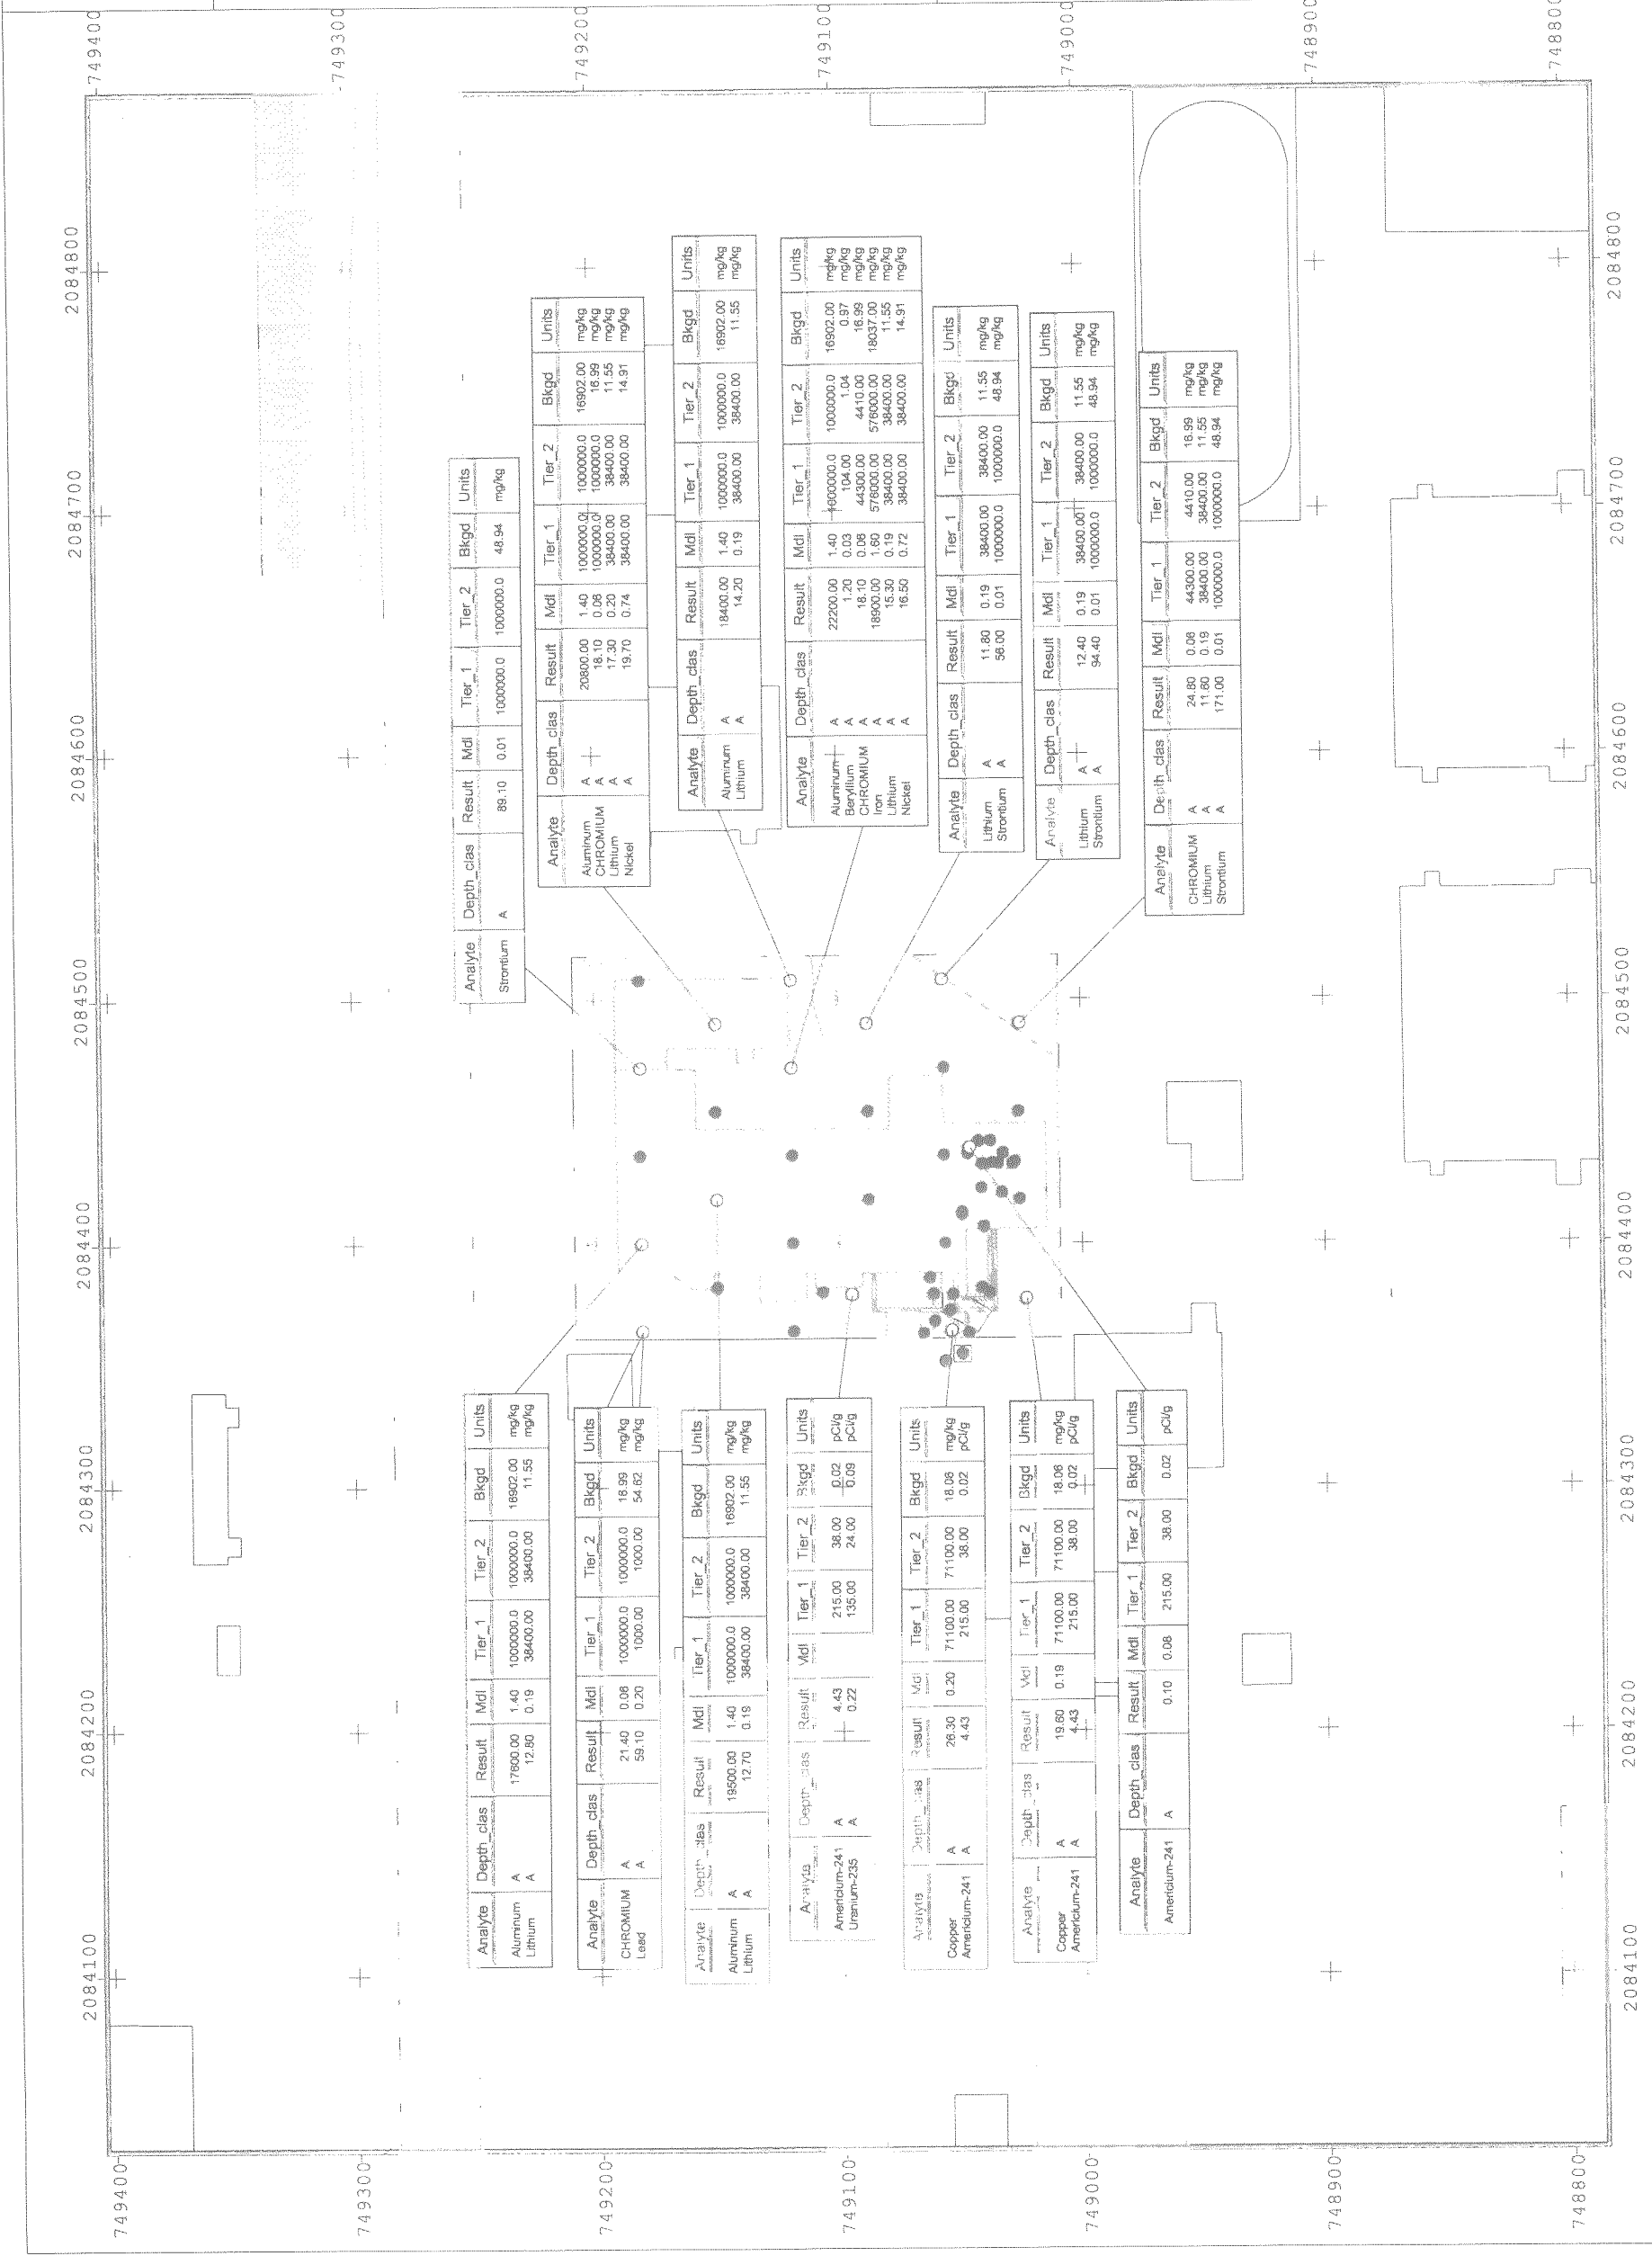 2084100 2084200 2084300 2084400 2084500 2084600 2084700 2084800
749400 749400
749300 749300
749200 749200
749100 749100
749000 749000
748900 748900
748800 748800
2084100 2084200 2084300 2084400 2084500 2084600 2084700 2084800
Analyte Depth_clas Result Mdl Tier_1 Tier_2 Bkgd Units
Aluminum A 17600.00 1.40 1000000.0 1000000.0 16902.00 mg/kg
Lithium A 12.80 0.19 38400.00 38400.00 11.55 mg/kg
Analyte Depth_clas Result Mdl Tier_1 Tier_2 Bkgd Units
CHROMIUM A 21.40 0.06 1000000.0 1000000.0 16.99 mg/kg
Lead A 59.10 0.20 1000.00 1000.00 54.62 mg/kg
Analyte Depth_clas Result Mdl Tier_1 Tier_2 Bkgd Units
Aluminum A 19500.00 1.40 1000000.0 1000000.0 16902.00 mg/kg
Lithium A 12.70 0.19 38400.00 38400.00 11.55 mg/kg
Analyte Depth_clas Result Mdl Tier_1 Tier_2 Bkgd Units
Americium-241 A 4.43 215.00 38.00 0.02 pCi/g
Uranium-235 A 0.22 135.00 24.00 0.09 pCi/g
Analyte Depth_clas Result Mdl Tier_1 Tier_2 Bkgd Units
Copper A 26.30 0.20 71100.00 71100.00 18.06 mg/kg
Americium-241 A 4.43 215.00 38.00 0.02 pCi/g
Analyte Depth_clas Result Mdl Tier_1 Tier_2 Bkgd Units
Copper A 19.60 0.19 71100.00 71100.00 18.06 mg/kg
Americium-241 A 4.43 215.00 38.00 0.02 pCi/g
Analyte Depth_clas Result Mdl Tier_1 Tier_2 Bkgd Units
Americium-241 A 0.10 0.08 215.00 38.00 0.02 pCi/g
Analyte Depth_clas Result Mdl Tier_1 Tier_2 Bkgd Units
Strontium A 89.10 0.01 1000000.0 1000000.0 48.94 mg/kg
Analyte Depth_clas Result Mdl Tier_1 Tier_2 Bkgd Units
Aluminum A 20800.00 1.40 1000000.0 1000000.0 16902.00 mg/kg
CHROMIUM A 18.10 0.06 1000000.0 1000000.0 16.99 mg/kg
Lithium A 17.30 0.20 38400.00 38400.00 11.55 mg/kg
Nickel A 19.70 0.74 38400.00 38400.00 14.91 mg/kg
Analyte Depth_clas Result Mdl Tier_1 Tier_2 Bkgd Units
Aluminum A 18400.00 1.40 1000000.0 1000000.0 16902.00 mg/kg
Lithium A 14.20 0.19 38400.00 38400.00 11.55 mg/kg
Analyte Depth_clas Result Mdl Tier_1 Tier_2 Bkgd Units
Aluminum A 22200.00 1.40 1000000.0 1000000.0 16902.00 mg/kg
Beryllium A 1.20 0.03 104.00 1.04 0.97 mg/kg
CHROMIUM A 18.10 0.06 44300.00 4410.00 16.99 mg/kg
Iron A 18900.00 1.60 576000.00 576000.00 18037.00 mg/kg
Lithium A 15.30 0.19 38400.00 38400.00 11.55 mg/kg
Nickel A 16.50 0.72 38400.00 38400.00 14.91 mg/kg
Analyte Depth_clas Result Mdl Tier_1 Tier_2 Bkgd Units
Lithium A 11.80 0.19 38400.00 38400.00 11.55 mg/kg
Strontium A 56.00 0.01 1000000.0 1000000.0 48.94 mg/kg
Analyte Depth_clas Result Mdl Tier_1 Tier_2 Bkgd Units
Lithium A 12.40 0.19 38400.00 38400.00 11.55 mg/kg
Strontium A 94.40 0.01 1000000.0 1000000.0 48.94 mg/kg
Analyte Depth_clas Result Mdl Tier_1 Tier_2 Bkgd Units
CHROMIUM A 24.80 0.06 44300.00 4410.00 16.99 mg/kg
Lithium A 11.60 0.19 38400.00 38400.00 11.55 mg/kg
Strontium A 171.00 0.01 1000000.0 1000000.0 48.94 mg/kg